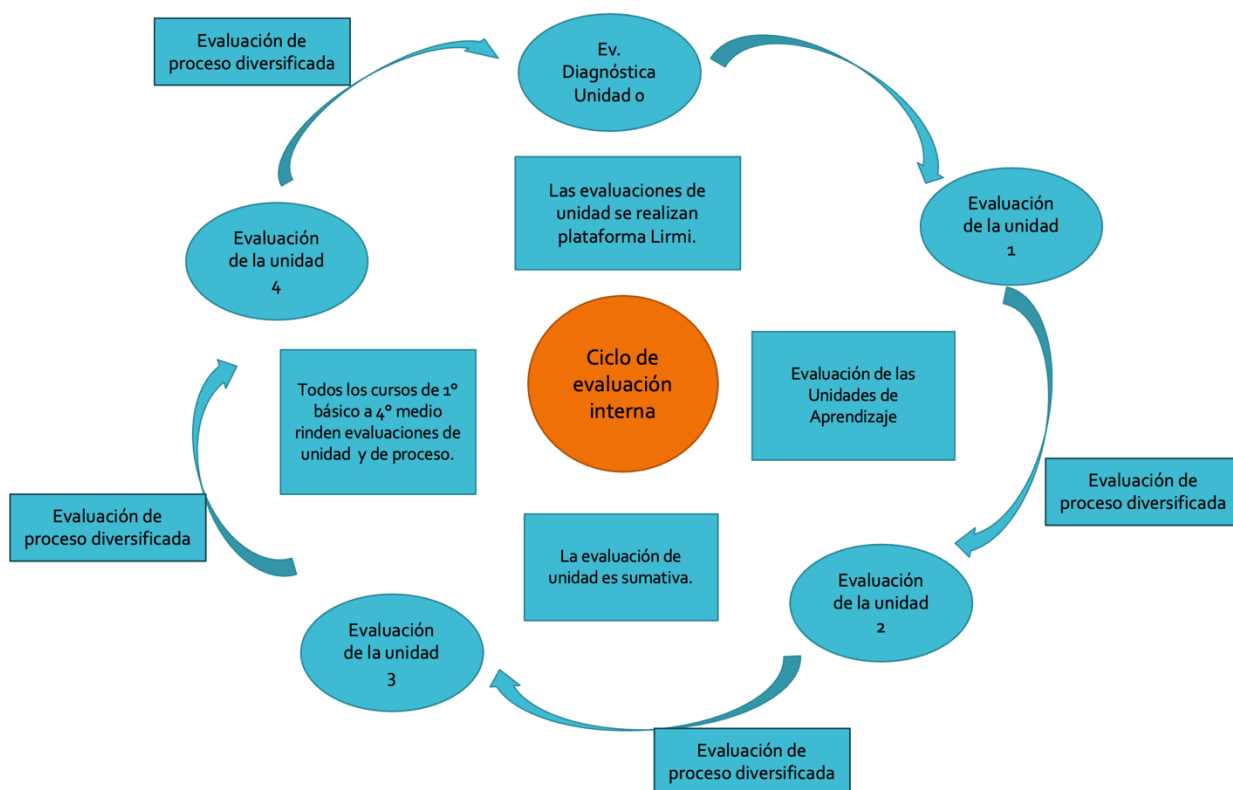 Evaluación de
proceso diversificada
Ev.
Diagnóstica
Unidad 0
Las evaluaciones de
unidad se realizan
plataforma Lirmi.
Evaluación
de la unidad
1
Evaluación
de la unidad
4
Ciclo de
evaluación
interna
Todos los cursos de 1º
básico a 4º medio
rinden evaluaciones de
unidad y de proceso.
Evaluación de las
Unidades de
Aprendizaje
Evaluación de
proceso diversificada
Evaluación de
proceso diversificada
La evaluación de
unidad es sumativa.
Evaluación
de la unidad
2
Evaluación
de la unidad
3
Evaluación de
proceso diversificada